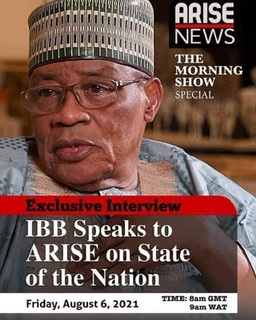 ARISE
NEWS
THE
MORNING
SHOW
SPECIAL
Exclusive Interview
IBB Speaks to
ARISE on State
of the Nation
Friday, August 6, 2021
TIME: 8am GMT
9am WAT